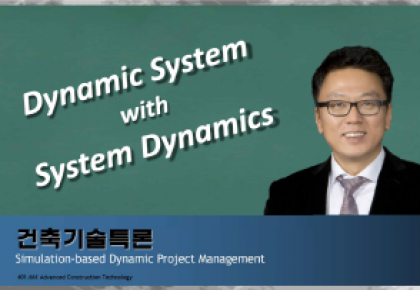 Dynamic System
with
System Dynamics
건축기술특론
Simulation-based Dynamic Project Management
Advanced Construction Technology